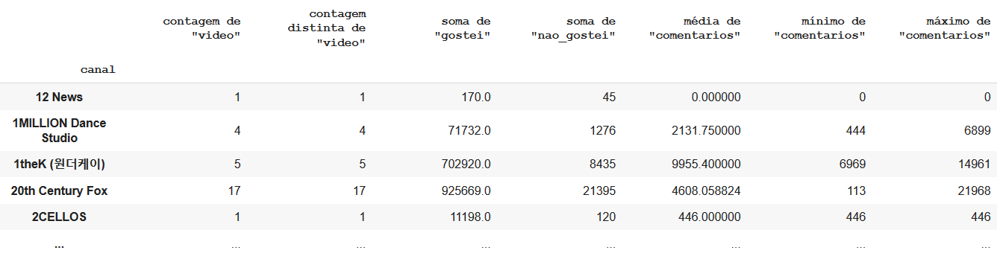 contagem de "video" contagem distinta de "video" soma de "gostei" soma de "nao_gostei" média de "comentarios" mínimo de "comentarios" máximo de "comentarios"
canal
12 News 1 1 170.0 45 0.000000 0 0
1MILLION Dance Studio 4 4 71732.0 1276 2131.750000 444 6899
1theK (원더케이) 5 5 702920.0 8435 9955.400000 6969 14961
20th Century Fox 17 17 925669.0 21395 4608.058824 113 21968
2CELLOS 1 1 11198.0 120 446.000000 446 446
... ... ... ... ... ... ... ...